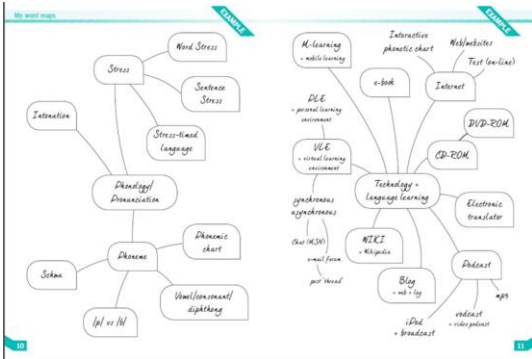 My word maps
EXAMPLE
Word Stress
Stress
Sentence
Stress
Intonation
Stress-timed
Language
Phonology/
Pronunciation
Phonemic
chart
Phoneme
Schwa
Vowel/consonant/
diphthong
/p/ vs /b/
10
EXAMPLE
M-learning
= mobile learning
Interactive
phonetic chart
Web/websites
Test (on-line)
e-book
Internet
PLE
= personal learning
environment
DVD-ROM
VLE
= virtual learning
environment
CD-ROM
Technology +
Language learning
synchronous
asynchronous
Electronic
translator
Chat (MSN)
e-mail forum
post thread
WIKI
= Wikipedia
Podcast
Blog
= web + log
mp3
iPod
+ broadcast
vodcast
= video podcast
11